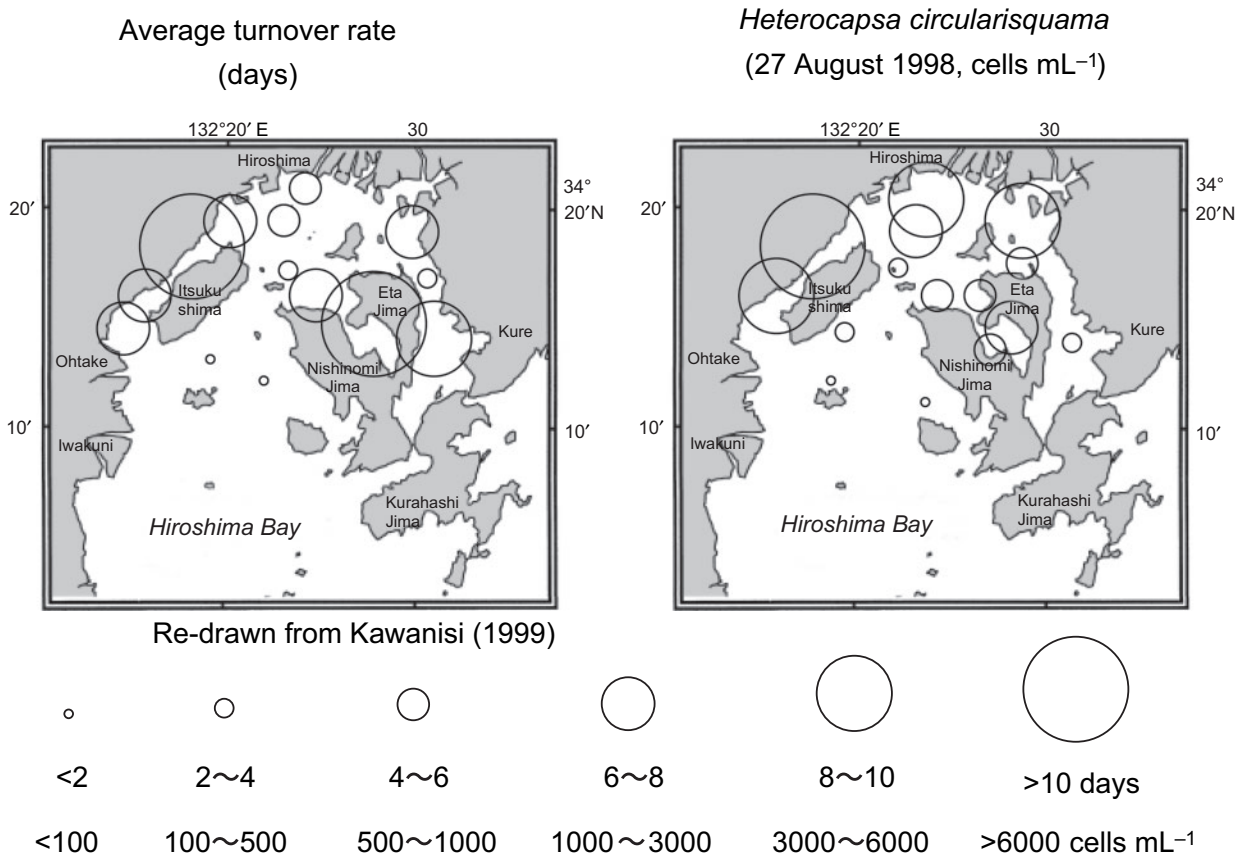 Average turnover rate
(days)
132°20′ E
30
Hiroshima
34°
20′N
20′
Itsuku
shima
Eta
Jima
Kure
Ohtake
Nishinomi
Jima
10′
10′
Iwakuni
Kurahashi
Jima
Hiroshima Bay
Re-drawn from Kawanisi (1999)
Heterocapsa circularisquama
(27 August 1998, cells mL⁻¹)
132°20′ E
30
Hiroshima
34°
20′N
20′
Itsuku
shima
Eta
Jima
Kure
Ohtake
Nishinomi
Jima
10′
10′
Iwakuni
Kurahashi
Jima
Hiroshima Bay
<2 2～4 4～6 6～8 8～10 >10 days
<100 100～500 500～1000 1000～3000 3000～6000 >6000 cells mL⁻¹